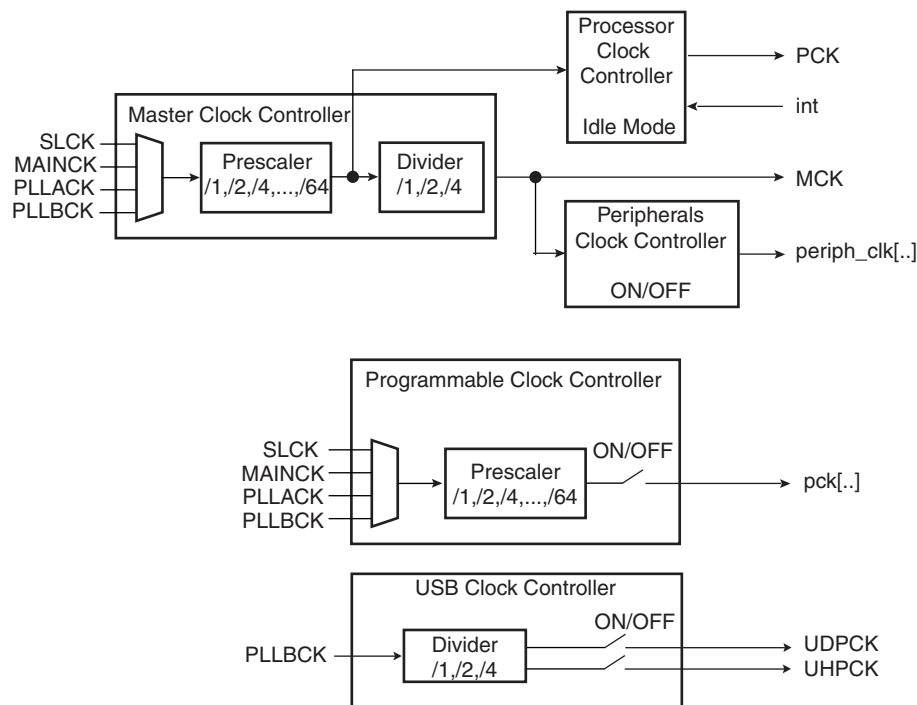 Processor
Clock
Controller
Idle Mode
PCK
int
Master Clock Controller
SLCK
MAINCK
PLLACK
PLLBCK
Prescaler
/1,/2,/4,...,/64
Divider
/1,/2,/4
MCK
Peripherals
Clock Controller
ON/OFF
periph_clk[..]
Programmable Clock Controller
SLCK
MAINCK
PLLACK
PLLBCK
Prescaler
/1,/2,/4,...,/64
ON/OFF
pck[..]
USB Clock Controller
PLLBCK
Divider
/1,/2,/4
ON/OFF
UDPCK
UHPCK